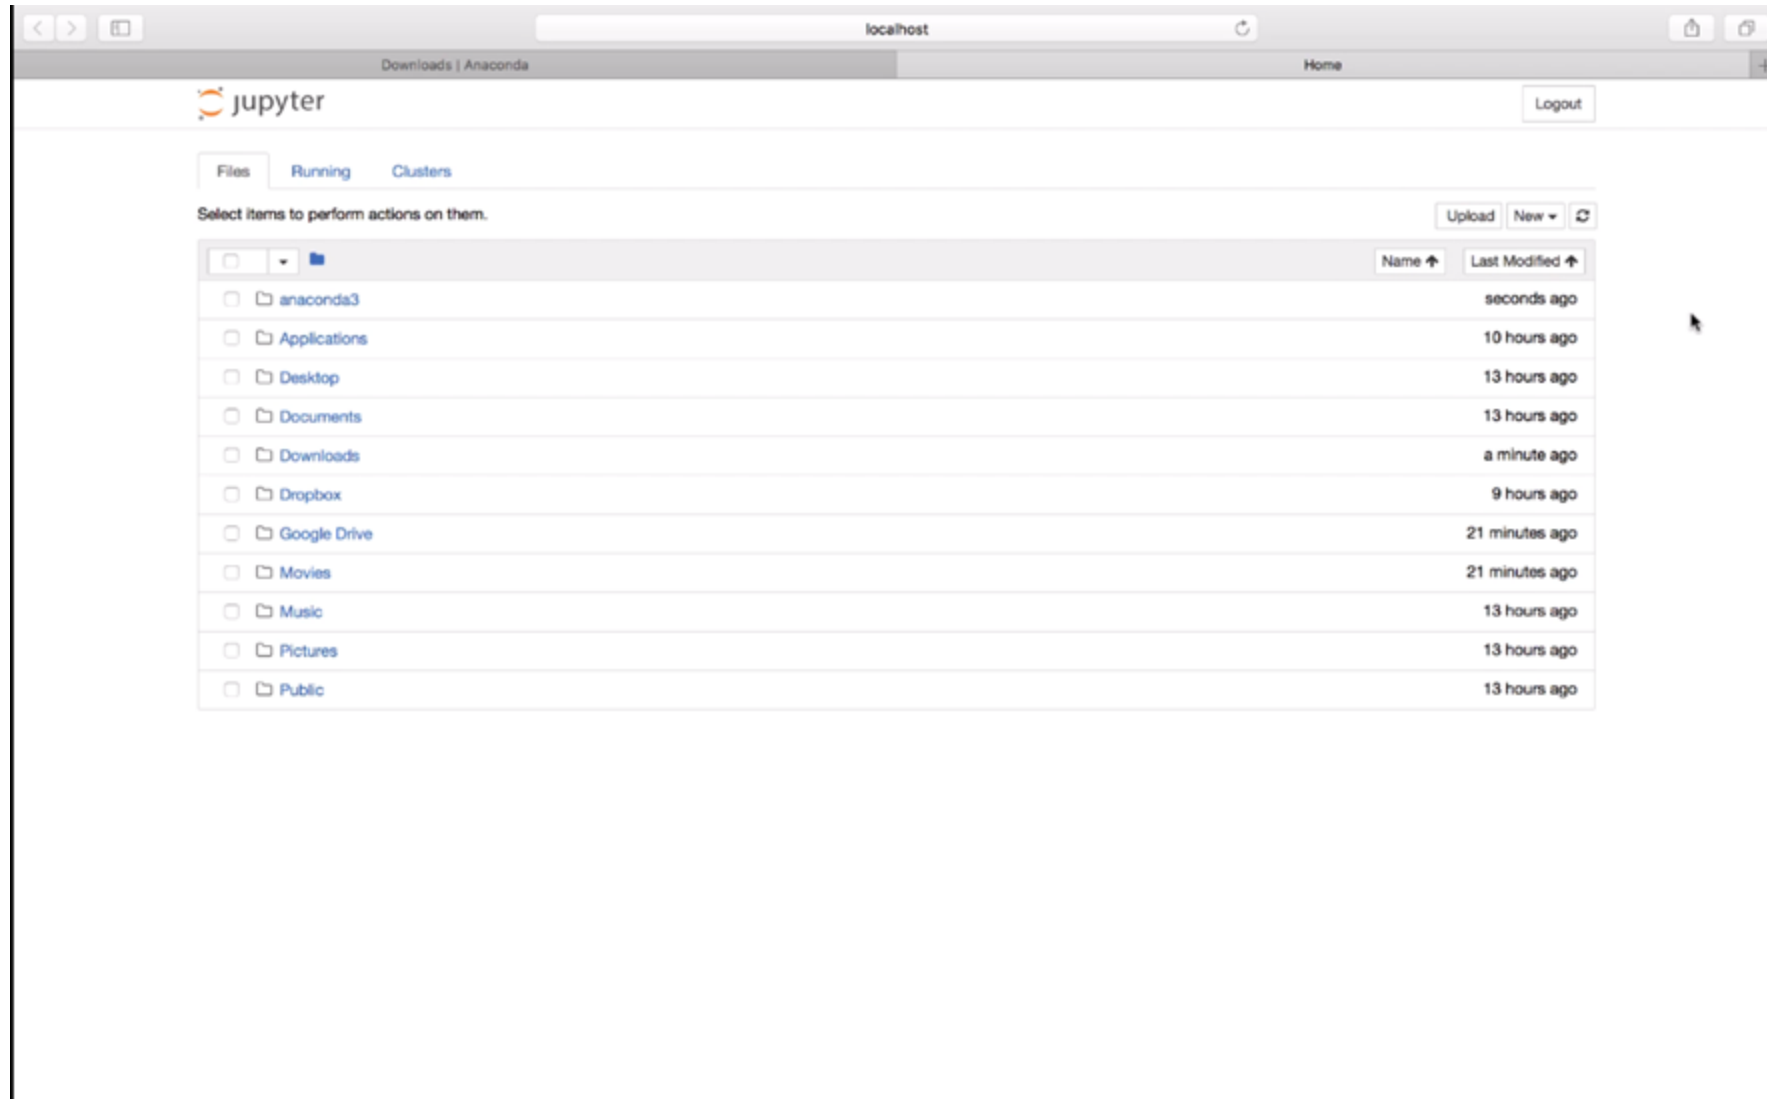 localhost
Downloads | Anaconda Home
jupyter Logout
Files Running Clusters
Select items to perform actions on them. Upload New
Name Last Modified
anaconda3 seconds ago
Applications 10 hours ago
Desktop 13 hours ago
Documents 13 hours ago
Downloads a minute ago
Dropbox 9 hours ago
Google Drive 21 minutes ago
Movies 21 minutes ago
Music 13 hours ago
Pictures 13 hours ago
Public 13 hours ago